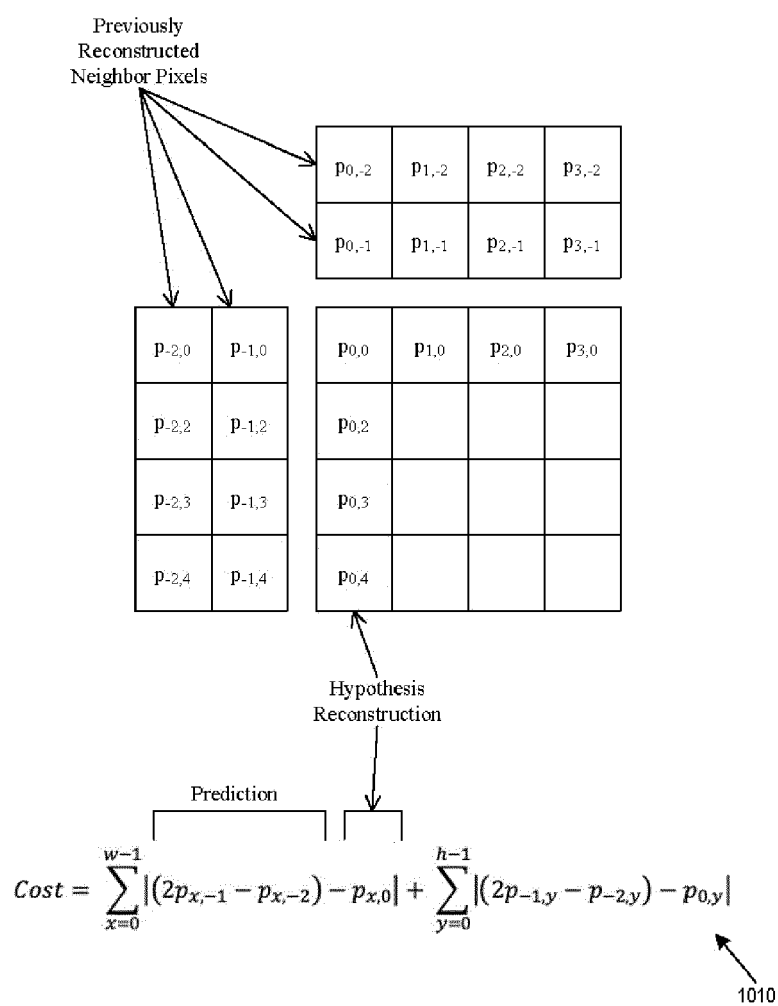 Previously
Reconstructed
Neighbor Pixels
p0,-2 p1,-2 p2,-2 p3,-2
p0,-1 p1,-1 p2,-1 p3,-1
p-2,0 p-1,0 p0,0 p1,0 p2,0 p3,0
p-2,2 p-1,2 p0,2
p-2,3 p-1,3 p0,3
p-2,4 p-1,4 p0,4
Hypothesis
Reconstruction
Prediction
Cost = ∑_{x=0}^{w−1} |(2p_{x,−1} − p_{x,−2}) − p_{x,0}| + ∑_{y=0}^{h−1} |(2p_{−1,y} − p_{−2,y}) − p_{0,y}|
1010